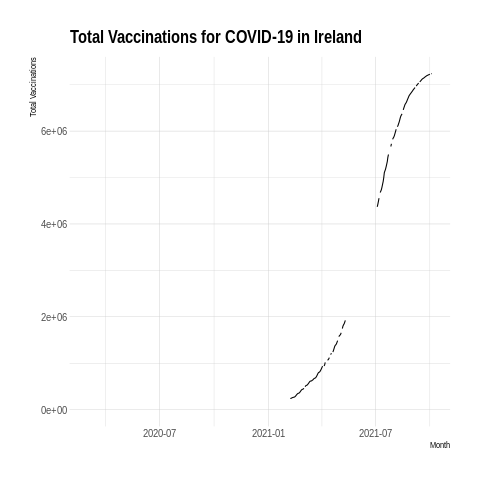 Total Vaccinations for COVID-19 in Ireland
Total Vaccinations
6e+06
4e+06
2e+06
0e+00
2020-07 2021-01 2021-07
Month